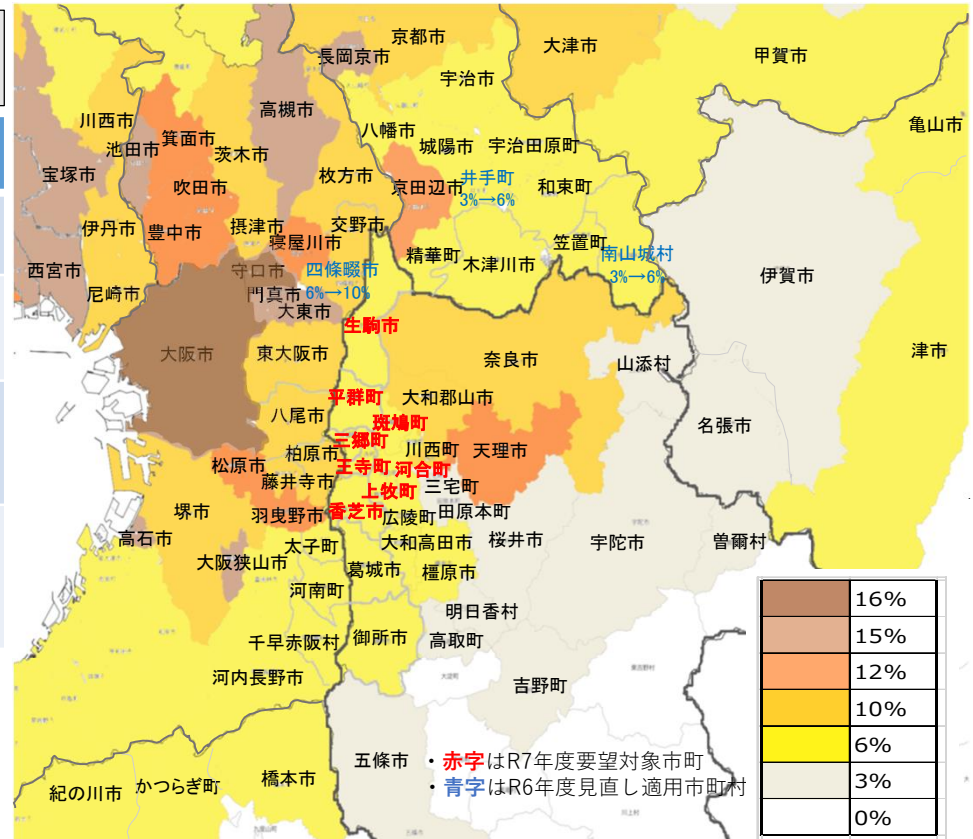 京都市
大津市
甲賀市
長岡京市
宇治市
高槻市
川西市
亀山市
八幡市
城陽市
宇治田原町
池田市
箕面市
茨木市
宝塚市
枚方市
京田辺市
井手町
3%→6%
和束町
吹田市
伊丹市
豊中市
摂津市
交野市
寝屋川市
笠置町
精華町
木津川市
南山城村
3%→6%
西宮市
守口市
四條畷市
6%→10%
伊賀市
尼崎市
門真市
大東市
生駒市
大阪市
東大阪市
奈良市
山添村
津市
平群町
大和郡山市
八尾市
斑鳩町
名張市
三郷町
柏原市
川西町
天理市
松原市
王寺町
河合町
藤井寺市
三宅町
上牧町
堺市
羽曳野市
香芝市
広陵町
田原本町
高石市
太子町
大和高田市
桜井市
宇陀市
曽爾村
大阪狭山市
葛城市
橿原市
河南町
明日香村
千早赤阪村
御所市
高取町
河内長野市
吉野町
五條市
紀の川市
かつらぎ町
橋本市
・赤字はR7年度要望対象市町
・青字はR6年度見直し適用市町村
16%
15%
12%
10%
6%
3%
0%